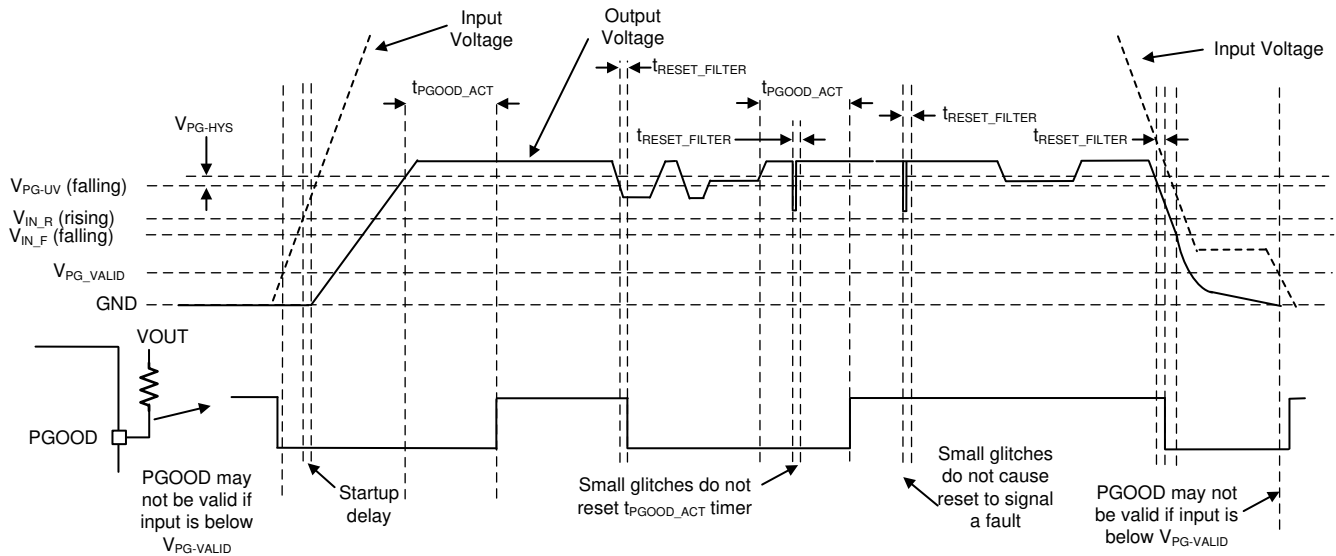 Input
Voltage
Output
Voltage
Input Voltage
tRESET_FILTER
tPGOOD_ACT
tPGOOD_ACT
tRESET_FILTER
tRESET_FILTER
tRESET_FILTER
VPG-HYS
VPG-UV (falling)
VIN_R (rising)
VIN_F (falling)
VPG_VALID
GND
VOUT
PGOOD
PGOOD may
not be valid if
input is below
VPG-VALID
Startup
delay
Small glitches do not
reset tPGOOD_ACT timer
Small glitches
do not cause
reset to signal
a fault
PGOOD may not
be valid if input is
below VPG-VALID